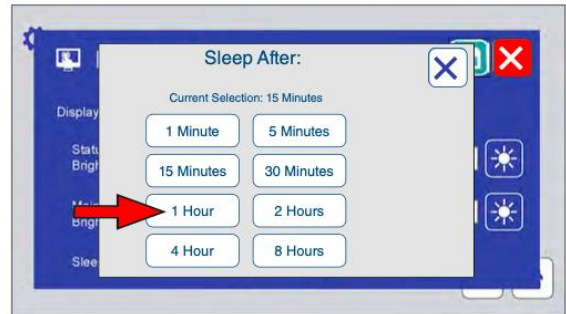 Sleep After:
Current Selection: 15 Minutes
Display
1 Minute
5 Minutes
15 Minutes
30 Minutes
1 Hour
2 Hours
4 Hour
8 Hours